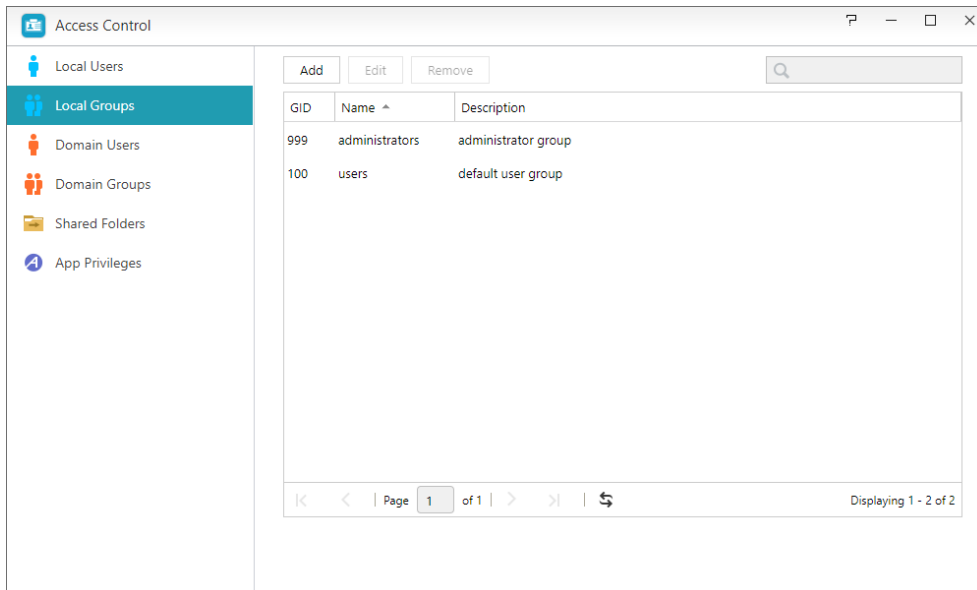 Access Control
Local Users
Local Groups
Domain Users
Domain Groups
Shared Folders
App Privileges
Add Edit Remove
GID Name Description
999 administrators administrator group
100 users default user group
Page 1 of 1 Displaying 1 - 2 of 2